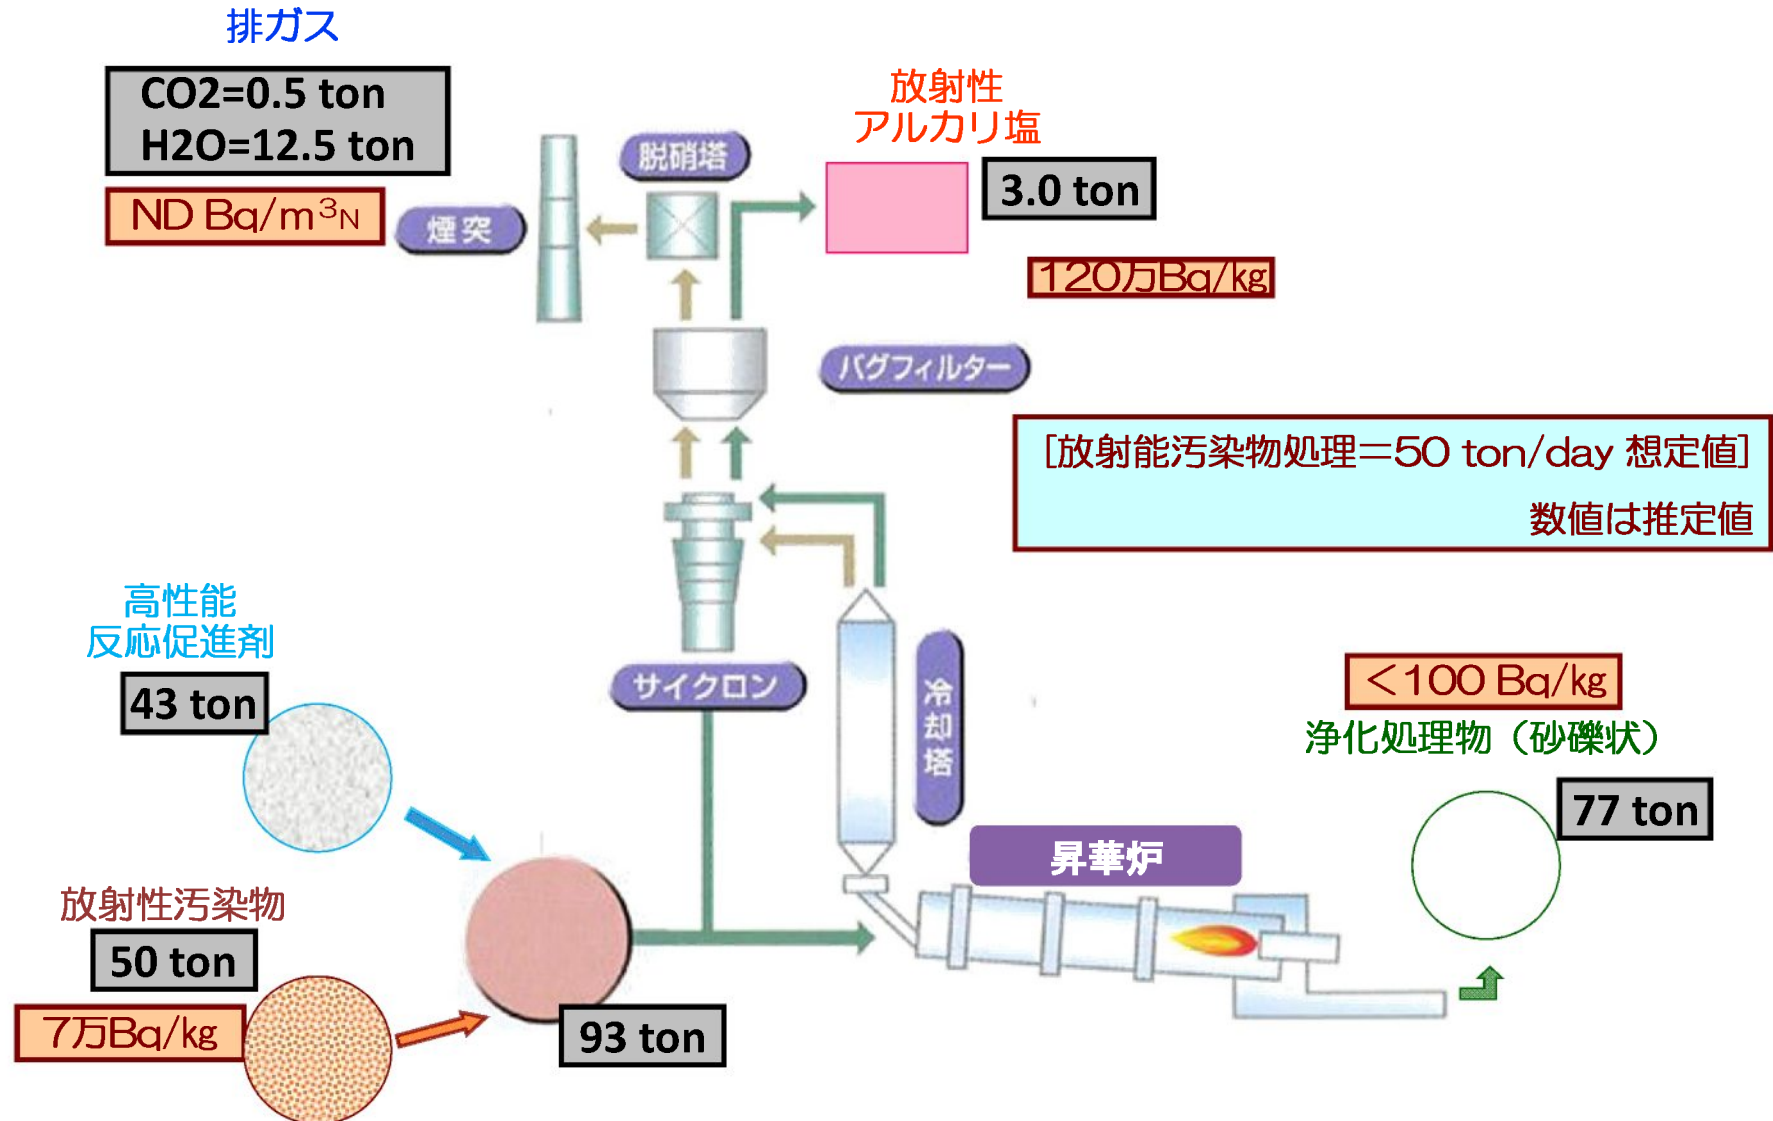 排ガス
CO2=0.5 ton
H2O=12.5 ton
ND Bq/m³N
煙突
脱硝塔
放射性
アルカリ塩
3.0 ton
120万Bq/kg
バグフィルター
[放射能汚染物処理=50 ton/day 想定値]
数値は推定値
高性能
反応促進剤
43 ton
サイクロン
冷却塔
<100 Bq/kg
浄化処理物（砂礫状）
77 ton
昇華炉
放射性汚染物
50 ton
7万Bq/kg
93 ton